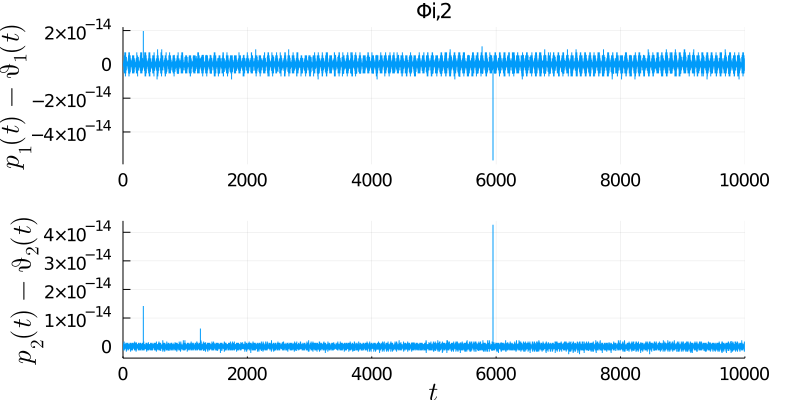 Φi,2
p₁(t) − ϑ₁(t)
2×10⁻¹⁴
0
−2×10⁻¹⁴
−4×10⁻¹⁴
0 2000 4000 6000 8000 10000
p₂(t) − ϑ₂(t)
4×10⁻¹⁴
3×10⁻¹⁴
2×10⁻¹⁴
1×10⁻¹⁴
0
0 2000 4000 6000 8000 10000
t